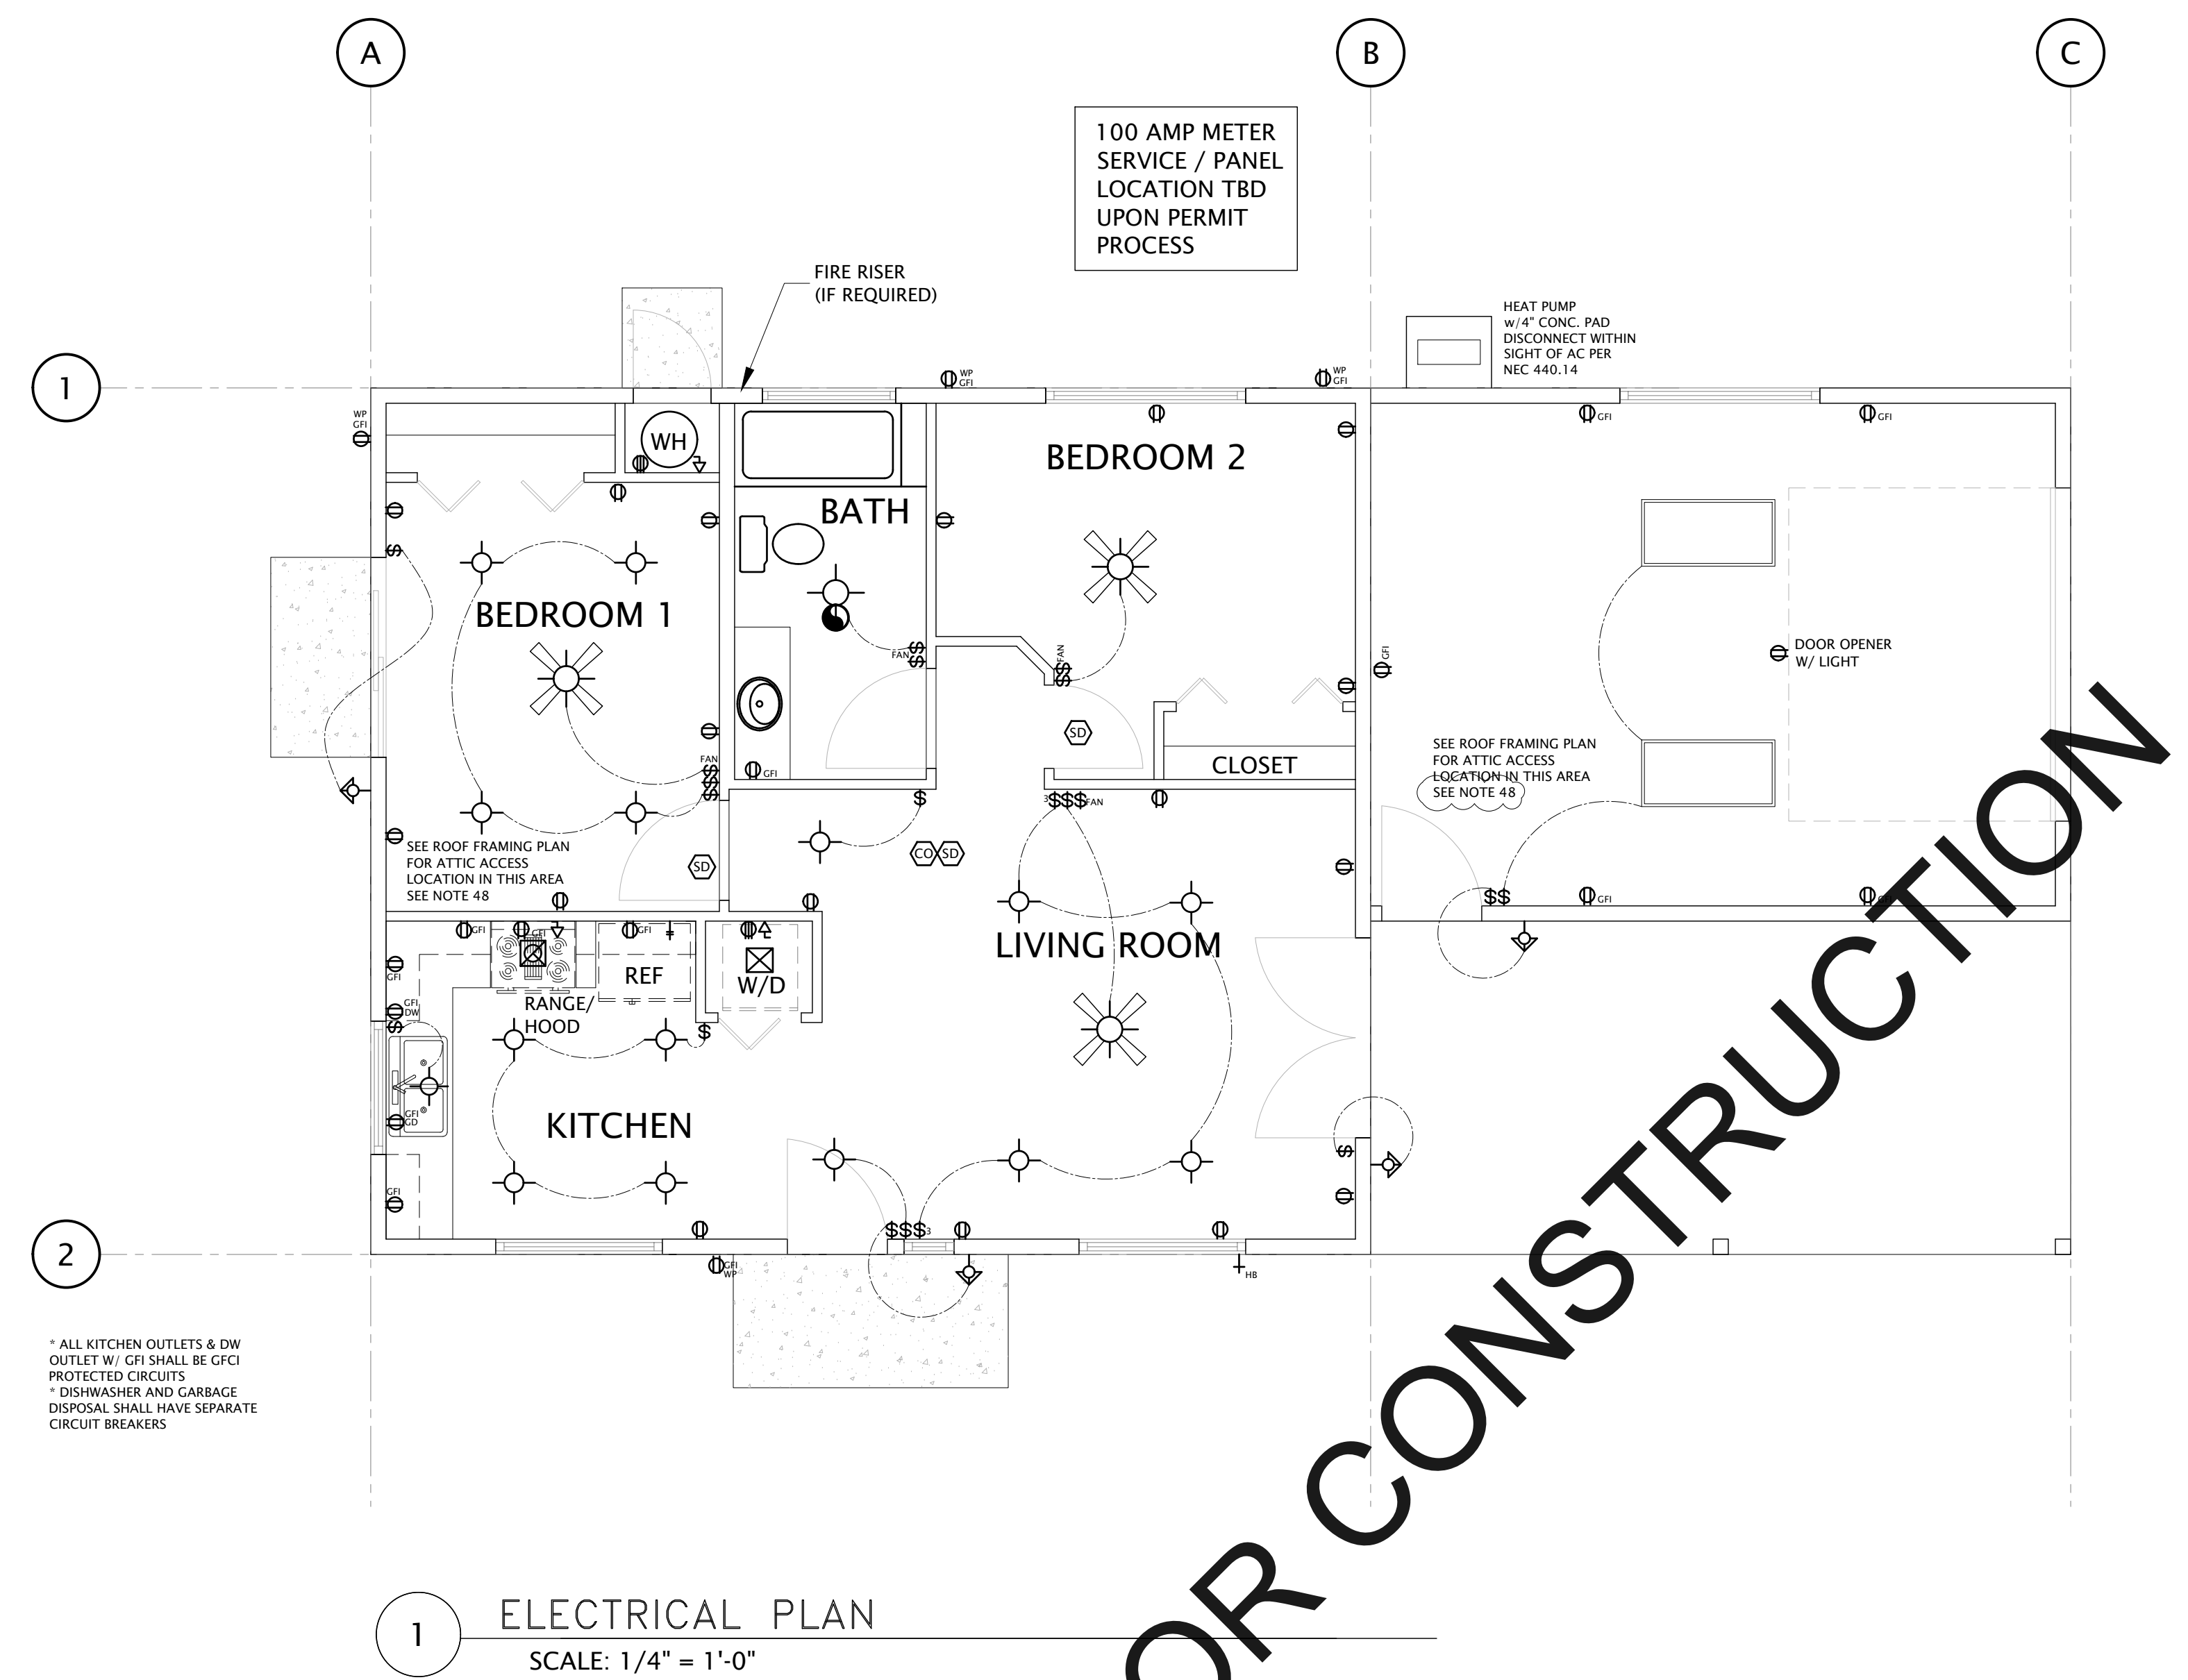 A
B
C
100 AMP METER
SERVICE / PANEL
LOCATION TBD
UPON PERMIT
PROCESS
FIRE RISER
(IF REQUIRED)
HEAT PUMP
w/4" CONC. PAD
DISCONNECT WITHIN
SIGHT OF AC PER
NEC 440.14
1
WP
GFI
WP
GFI
WP
GFI
WH
GFI
GFI
BEDROOM 2
BATH
BEDROOM 1
FAN
FAN
GFI
DOOR OPENER
W/ LIGHT
SD
FAN
GFI
CLOSET
SEE ROOF FRAMING PLAN
FOR ATTIC ACCESS
LOCATION IN THIS AREA
SEE NOTE 48
$
3$$$FAN
CO SD
SD
SEE ROOF FRAMING PLAN
FOR ATTIC ACCESS
LOCATION IN THIS AREA
SEE NOTE 48
$$
GFI
GFI
GFI
GFI
GFI
LIVING ROOM
GFI
REF
W/D
RANGE/
HOOD
GFI
DW
$
GFI
GD
KITCHEN
GFI
$$$3
GFI
WP
HB
2
* ALL KITCHEN OUTLETS & DW
OUTLET W/ GFI SHALL BE GFCI
PROTECTED CIRCUITS
* DISHWASHER AND GARBAGE
DISPOSAL SHALL HAVE SEPARATE
CIRCUIT BREAKERS
OR CONSTRUCTION
1
ELECTRICAL PLAN
SCALE: 1/4" = 1'-0"